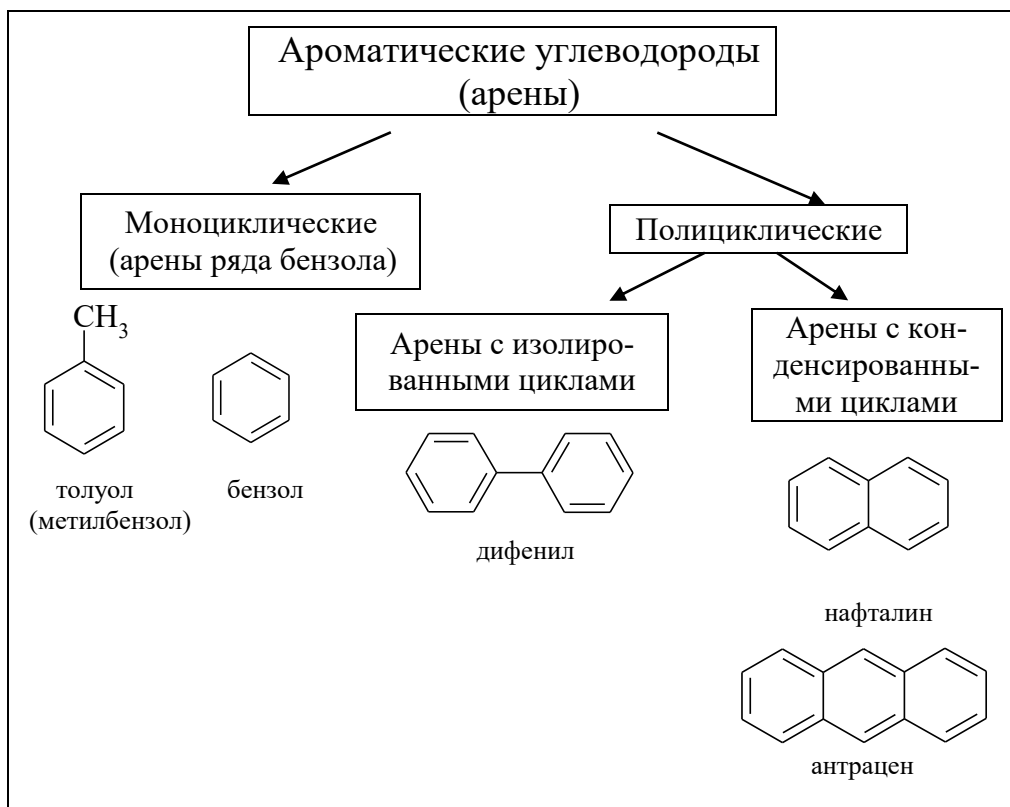 Ароматические углеводороды
(арены)
Моноциклические
(арены ряда бензола)
Полициклические
CH3
Арены с изолиро-
ванными циклами
Арены с кон-
денсированны-
ми циклами
толуол
(метилбензол)
бензол
дифенил
нафталин
антрацен